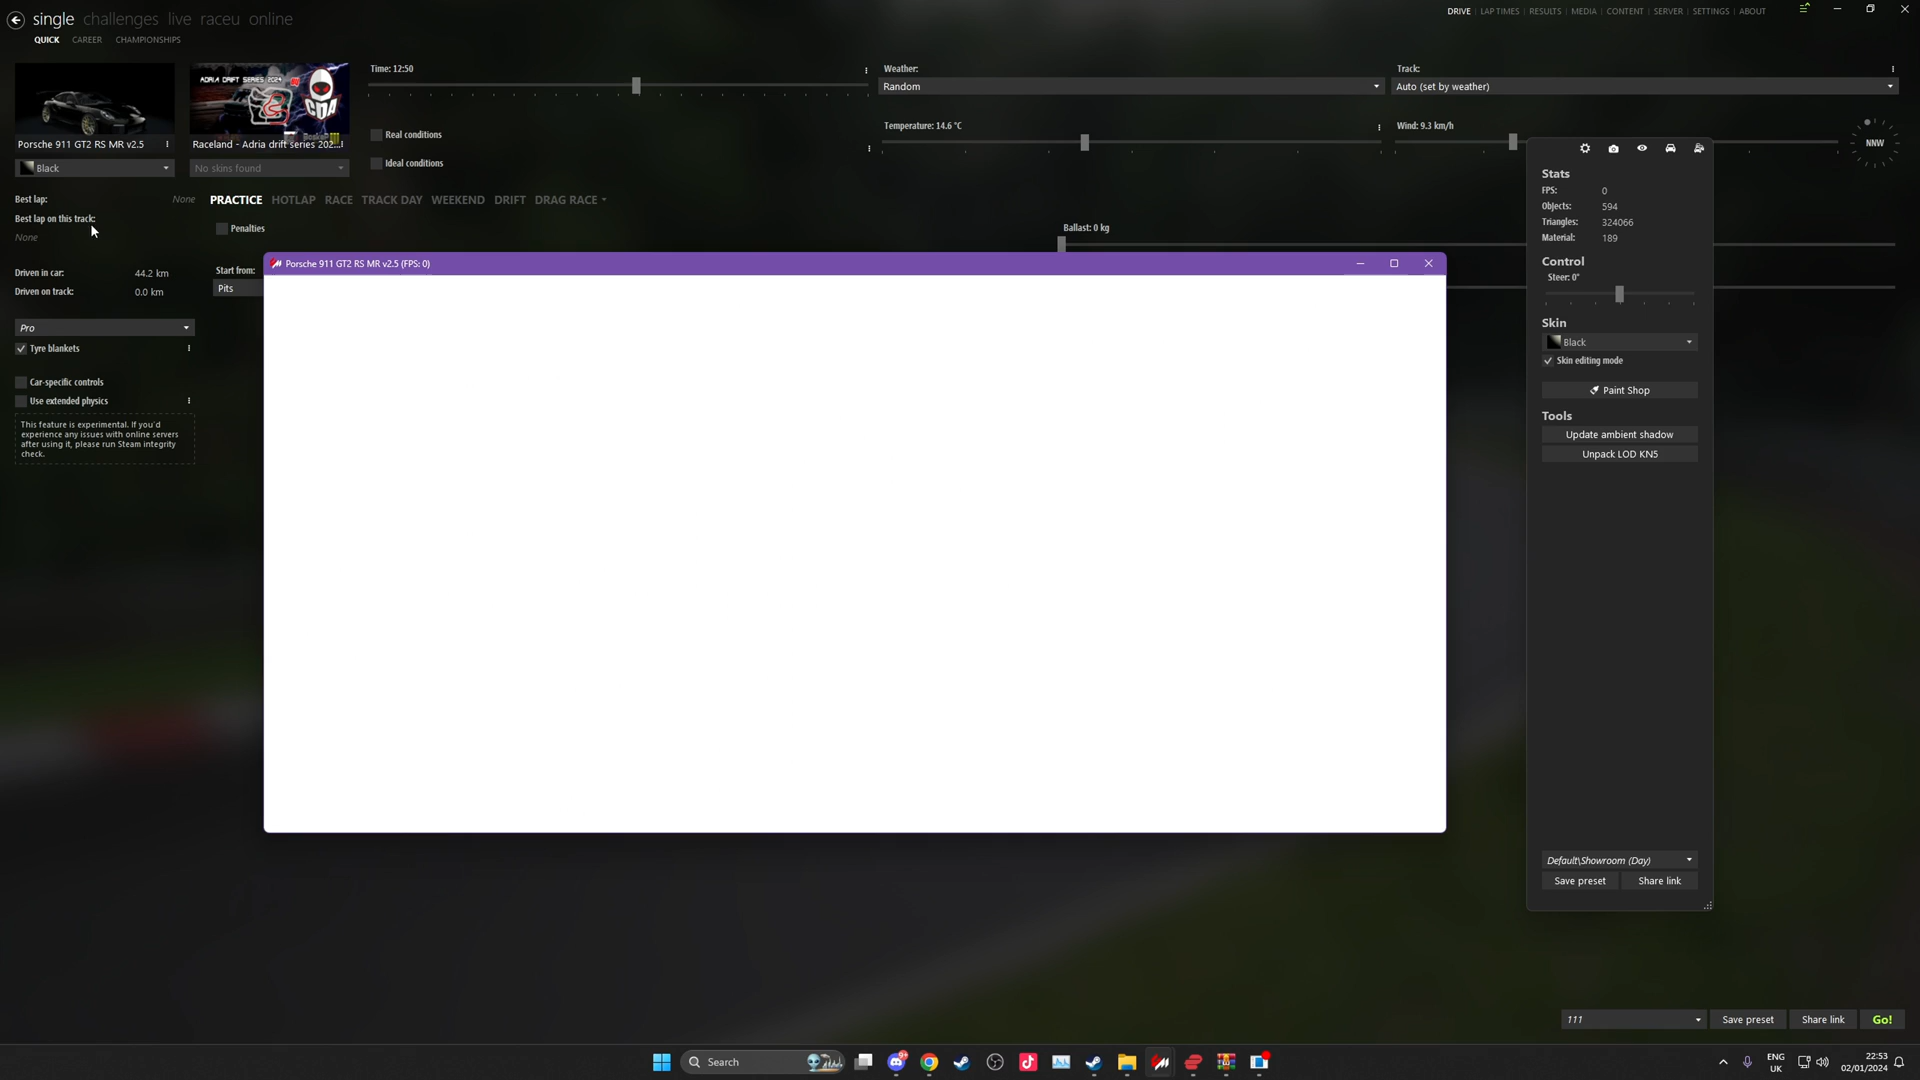 single challenges live raceu online
DRIVE LAP TIMES RESULTS MEDIA CONTENT SERVER SETTINGS ABOUT
QUICK CAREER CHAMPIONSHIPS
ADRIA DRIFT SERIES 2024
CDA
Porsche 911 GT2 RS MR v2.5
Raceland - Adria drift series 202...
Black
No skins found
Time: 12:50
Real conditions
Ideal conditions
Weather:
Random
Track:
Auto (set by weather)
Temperature: 14.6 °C
Wind: 9.3 km/h
NNW
Best lap: None
Best lap on this track:
None
Driven in car: 44.2 km
Driven on track: 0.0 km
Pro
Tyre blankets
Car-specific controls
Use extended physics
This feature is experimental. If you'd
experience any issues with online servers
after using it, please run Steam integrity
check.
PRACTICE HOTLAP RACE TRACK DAY WEEKEND DRIFT DRAG RACE
Penalties
Ballast: 0 kg
Start from:
Pits
Porsche 911 GT2 RS MR v2.5 (FPS: 0)
Stats
FPS: 0
Objects: 594
Triangles: 324066
Material: 189
Control
Steer: 0°
Skin
Black
Skin editing mode
Paint Shop
Tools
Update ambient shadow
Unpack LOD KN5
Default\Showroom (Day)
Save preset Share link
111
Save preset Share link Go!
Search
ENG
UK
22:53
02/01/2024